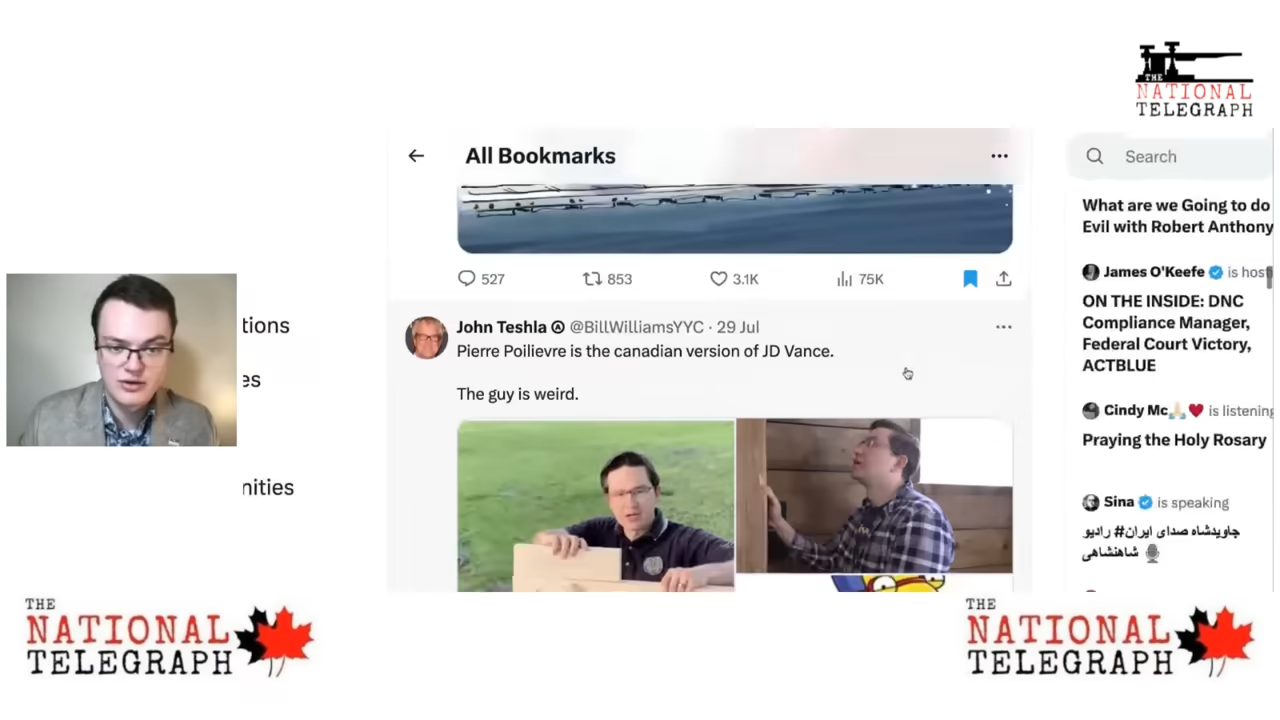 THE
NATIONAL
TELEGRAPH
All Bookmarks
Search
What are we Going to do
Evil with Robert Anthony
527
853
3.1K
75K
James O'Keefe is host
ON THE INSIDE: DNC
Compliance Manager,
Federal Court Victory,
ACTBLUE
tions
es
nities
John Teshla @BillWilliamsYYC · 29 Jul
Pierre Poilievre is the canadian version of JD Vance.
The guy is weird.
Cindy Mc is listening
Praying the Holy Rosary
Sina is speaking
جاویدشاه صدای ایران# رادیو
شاهنشاهی
THE
NATIONAL
TELEGRAPH
THE
NATIONAL
TELEGRAPH